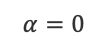 α = 0